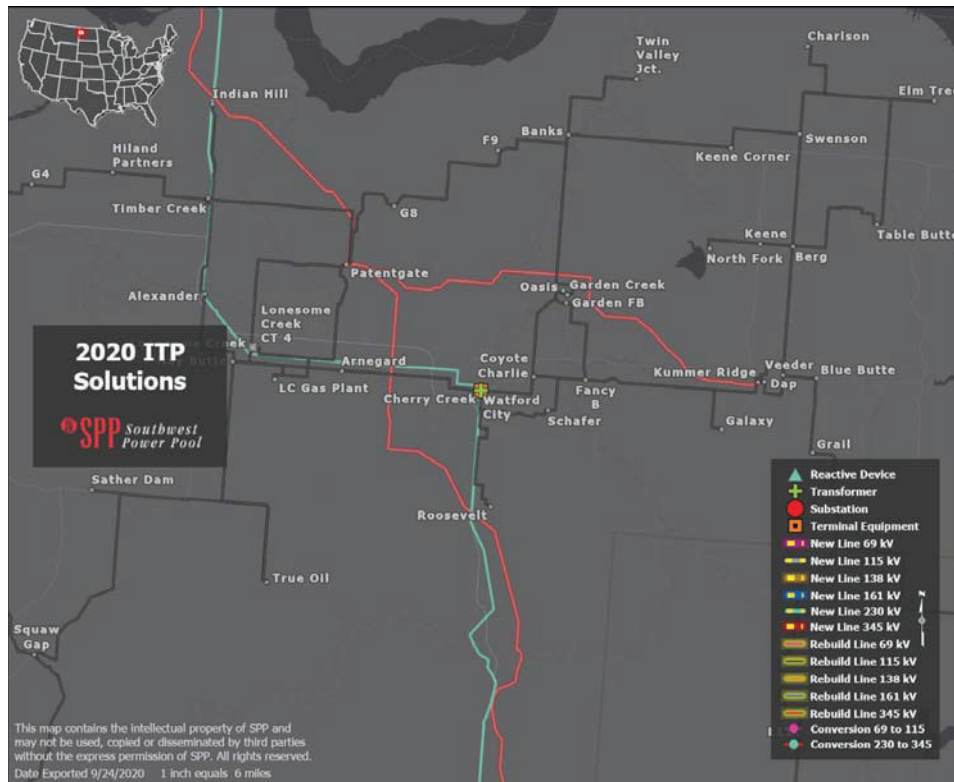 Twin
Valley
Jct.
Charlson
Indian Hill
Elm Tree
Banks
Swenson
F9
Keene Corner
Hiland
Partners
G4
Timber Creek
G8
Table Butte
Keene
North Fork
Berg
Patentgate
Oasis
Garden Creek
Garden FB
Alexander
Lonesome
Creek
CT 4
Creek
Arnegard
LC Gas Plant
Coyote
Charlie
Kummer Ridge
Veeder
Dap
Blue Butte
Cherry Creek
Watford
City
Fancy
B
Schafer
Galaxy
Grail
2020 ITP
Solutions
SPP Southwest
Power Pool
Sather Dam
Roosevelt
True Oil
Squaw
Gap
Reactive Device
Transformer
Substation
Terminal Equipment
New Line 69 kV
New Line 115 kV
New Line 138 kV
New Line 161 kV
New Line 230 kV
New Line 345 kV
N
Rebuild Line 69 kV
Rebuild Line 115 kV
Rebuild Line 138 kV
Rebuild Line 161 kV
Rebuild Line 345 kV
Conversion 69 to 115
Conversion 230 to 345
This map contains the intellectual property of SPP and
may not be used, copied or disseminated by third parties
without the express permission of SPP. All rights reserved.
Date Exported 9/24/2020 1 inch equals 6 miles